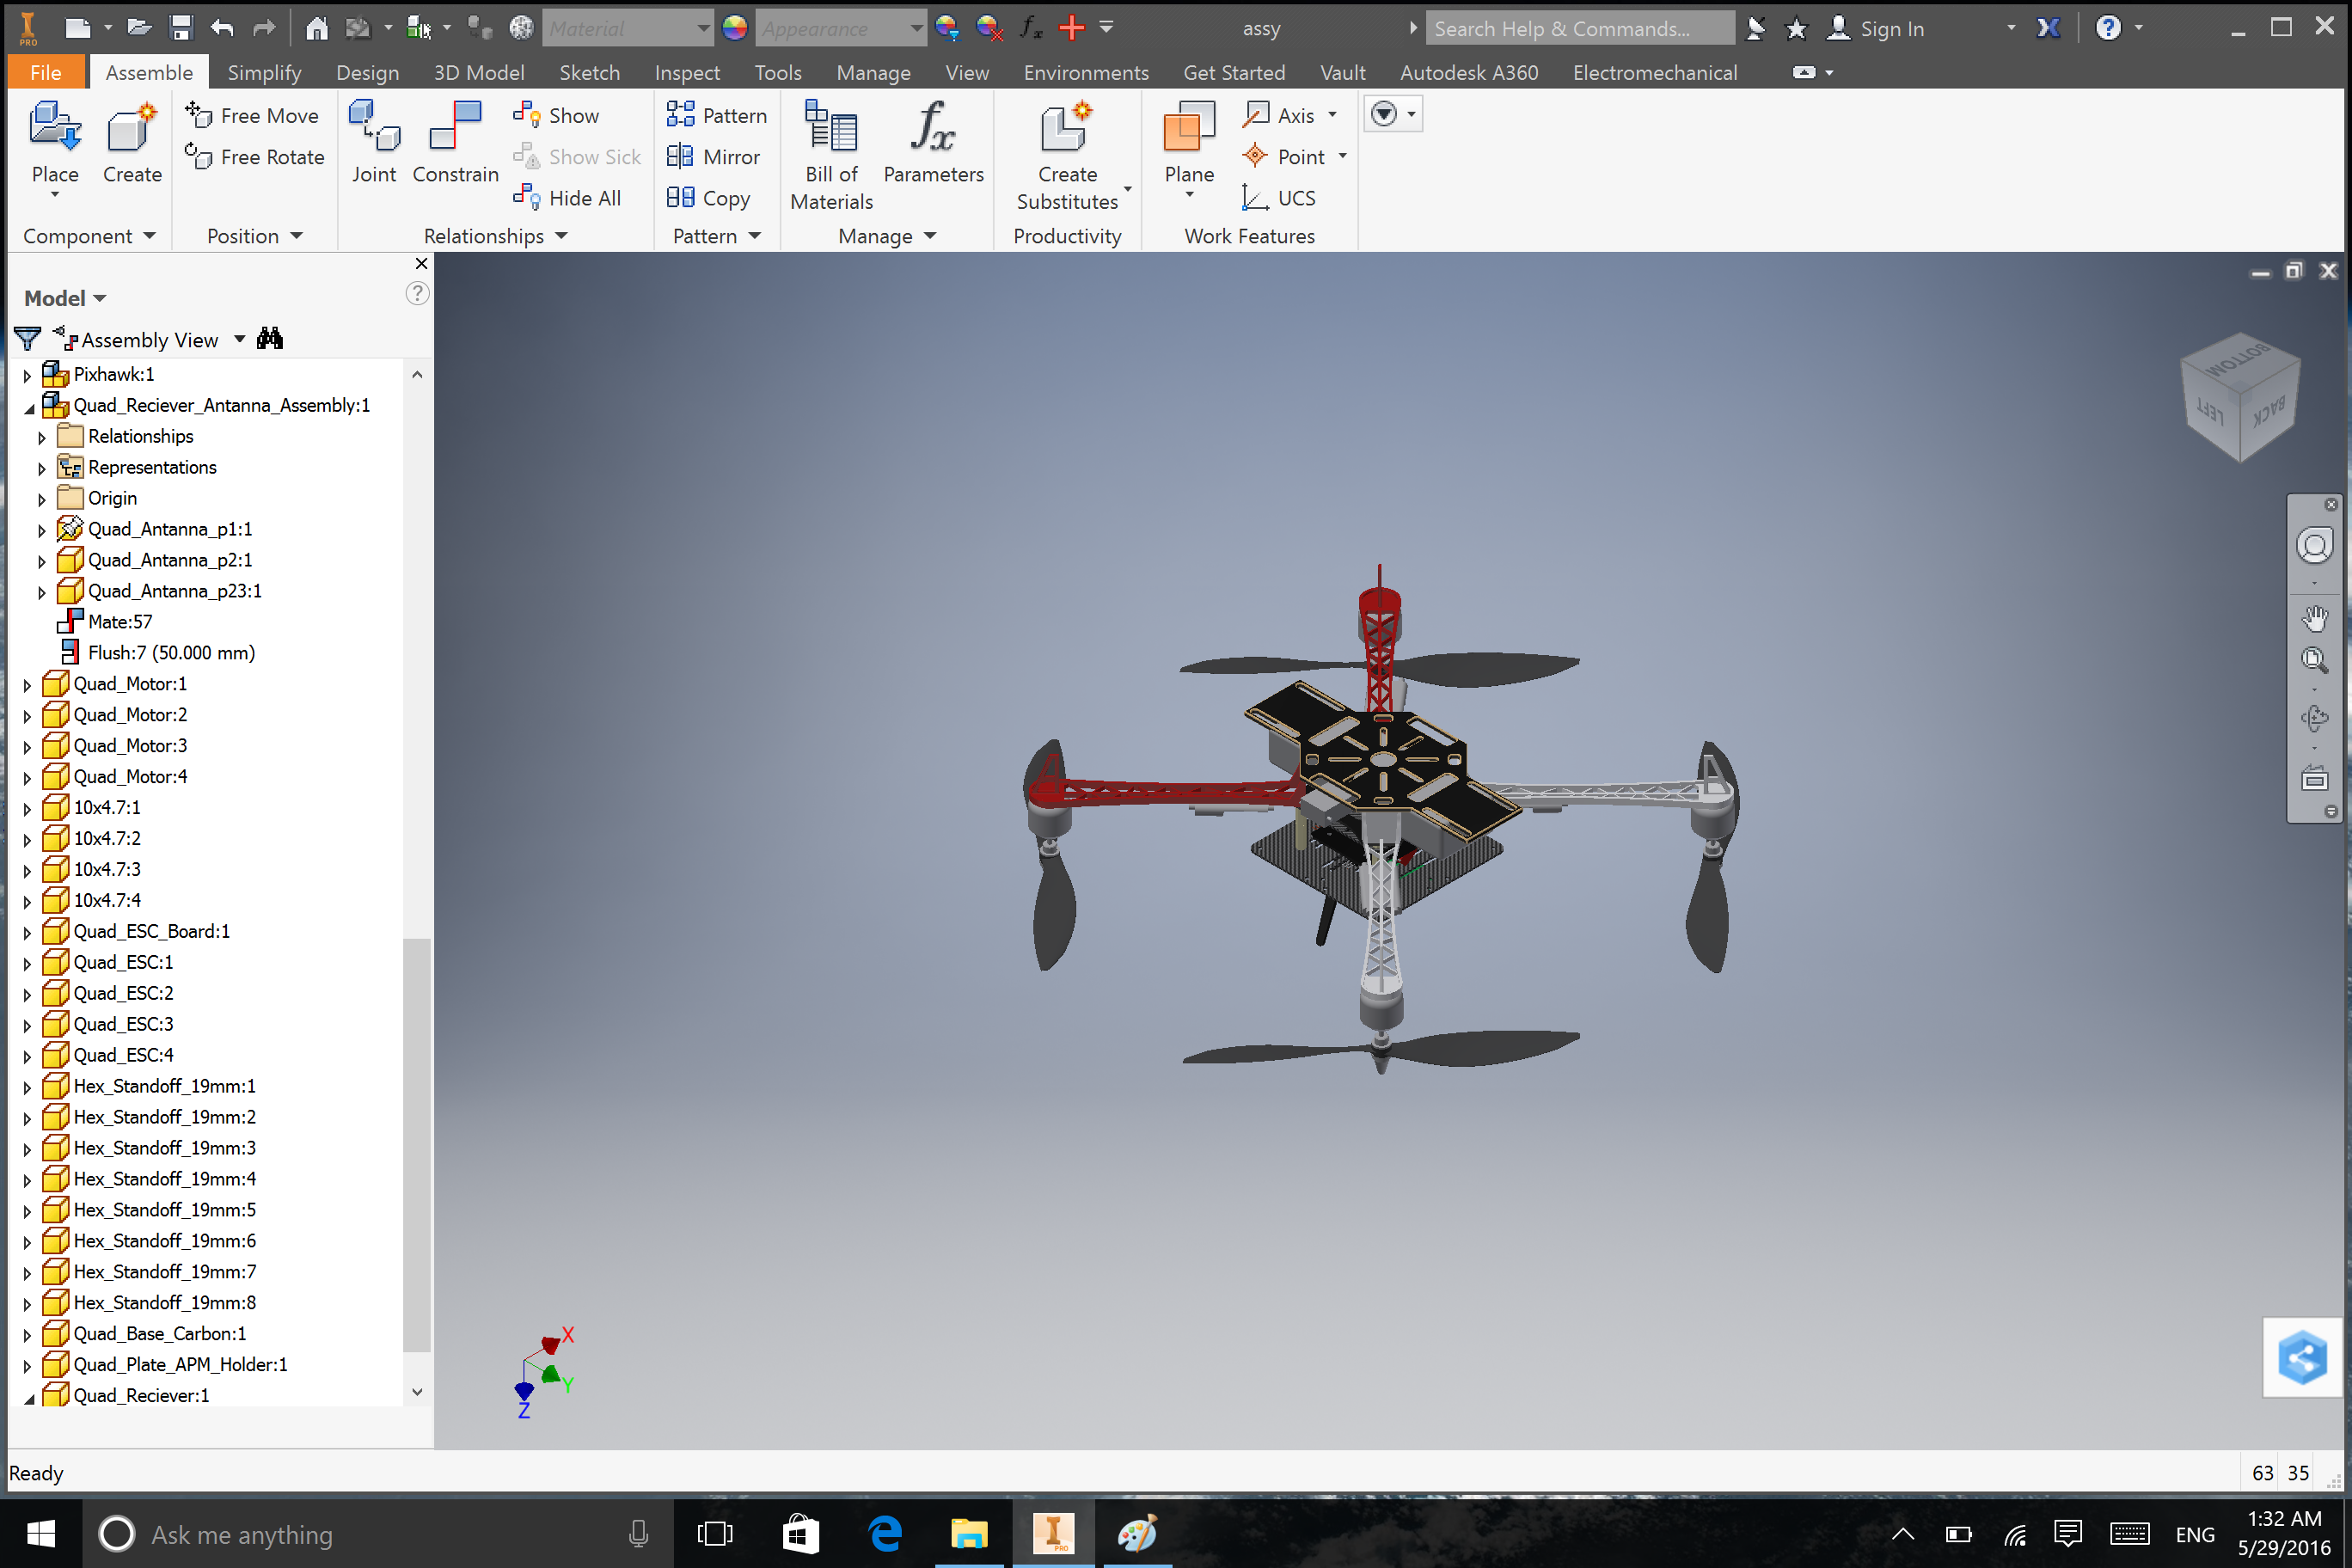 PRO
Material
Appearance
assy
Search Help & Commands...
Sign In
File
Assemble
Simplify
Design
3D Model
Sketch
Inspect
Tools
Manage
View
Environments
Get Started
Vault
Autodesk A360
Electromechanical
Place
Create
Free Move
Free Rotate
Joint
Constrain
Show
Show Sick
Hide All
Pattern
Mirror
Copy
Bill of
Materials
Parameters
Create
Substitutes
Plane
Axis
Point
UCS
Component
Position
Relationships
Pattern
Manage
Productivity
Work Features
Model
Assembly View
Pixhawk:1
Quad_Reciever_Antanna_Assembly:1
Relationships
Representations
Origin
Quad_Antanna_p1:1
Quad_Antanna_p2:1
Quad_Antanna_p23:1
Mate:57
Flush:7 (50.000 mm)
Quad_Motor:1
Quad_Motor:2
Quad_Motor:3
Quad_Motor:4
10x4.7:1
10x4.7:2
10x4.7:3
10x4.7:4
Quad_ESC_Board:1
Quad_ESC:1
Quad_ESC:2
Quad_ESC:3
Quad_ESC:4
Hex_Standoff_19mm:1
Hex_Standoff_19mm:2
Hex_Standoff_19mm:3
Hex_Standoff_19mm:4
Hex_Standoff_19mm:5
Hex_Standoff_19mm:6
Hex_Standoff_19mm:7
Hex_Standoff_19mm:8
Quad_Base_Carbon:1
Quad_Plate_APM_Holder:1
Quad_Reciever:1
BOTTOM
LEFT
BACK
X
Y
Z
Ready
63 35
Ask me anything
PRO
ENG
1:32 AM
5/29/2016